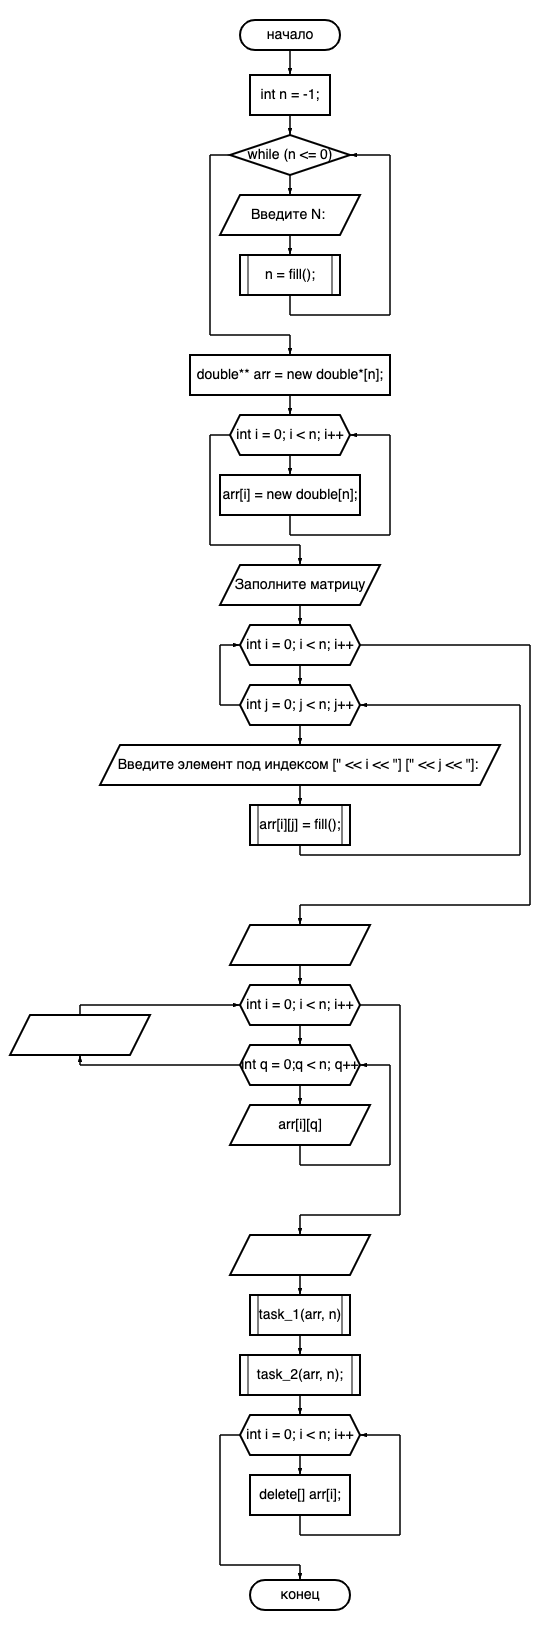 начало
int n = -1;
while (n <= 0)
Введите N:
n = fill();
double** arr = new double*[n];
int i = 0; i < n; i++
arr[i] = new double[n];
Заполните матрицу
int i = 0; i < n; i++
int j = 0; j < n; j++
Введите элемент под индексом [" << i << "] [" << j << "]:
arr[i][j] = fill();
int i = 0; i < n; i++
int q = 0;q < n; q++
arr[i][q]
task_1(arr, n)
task_2(arr, n);
int i = 0; i < n; i++
delete[] arr[i];
конец